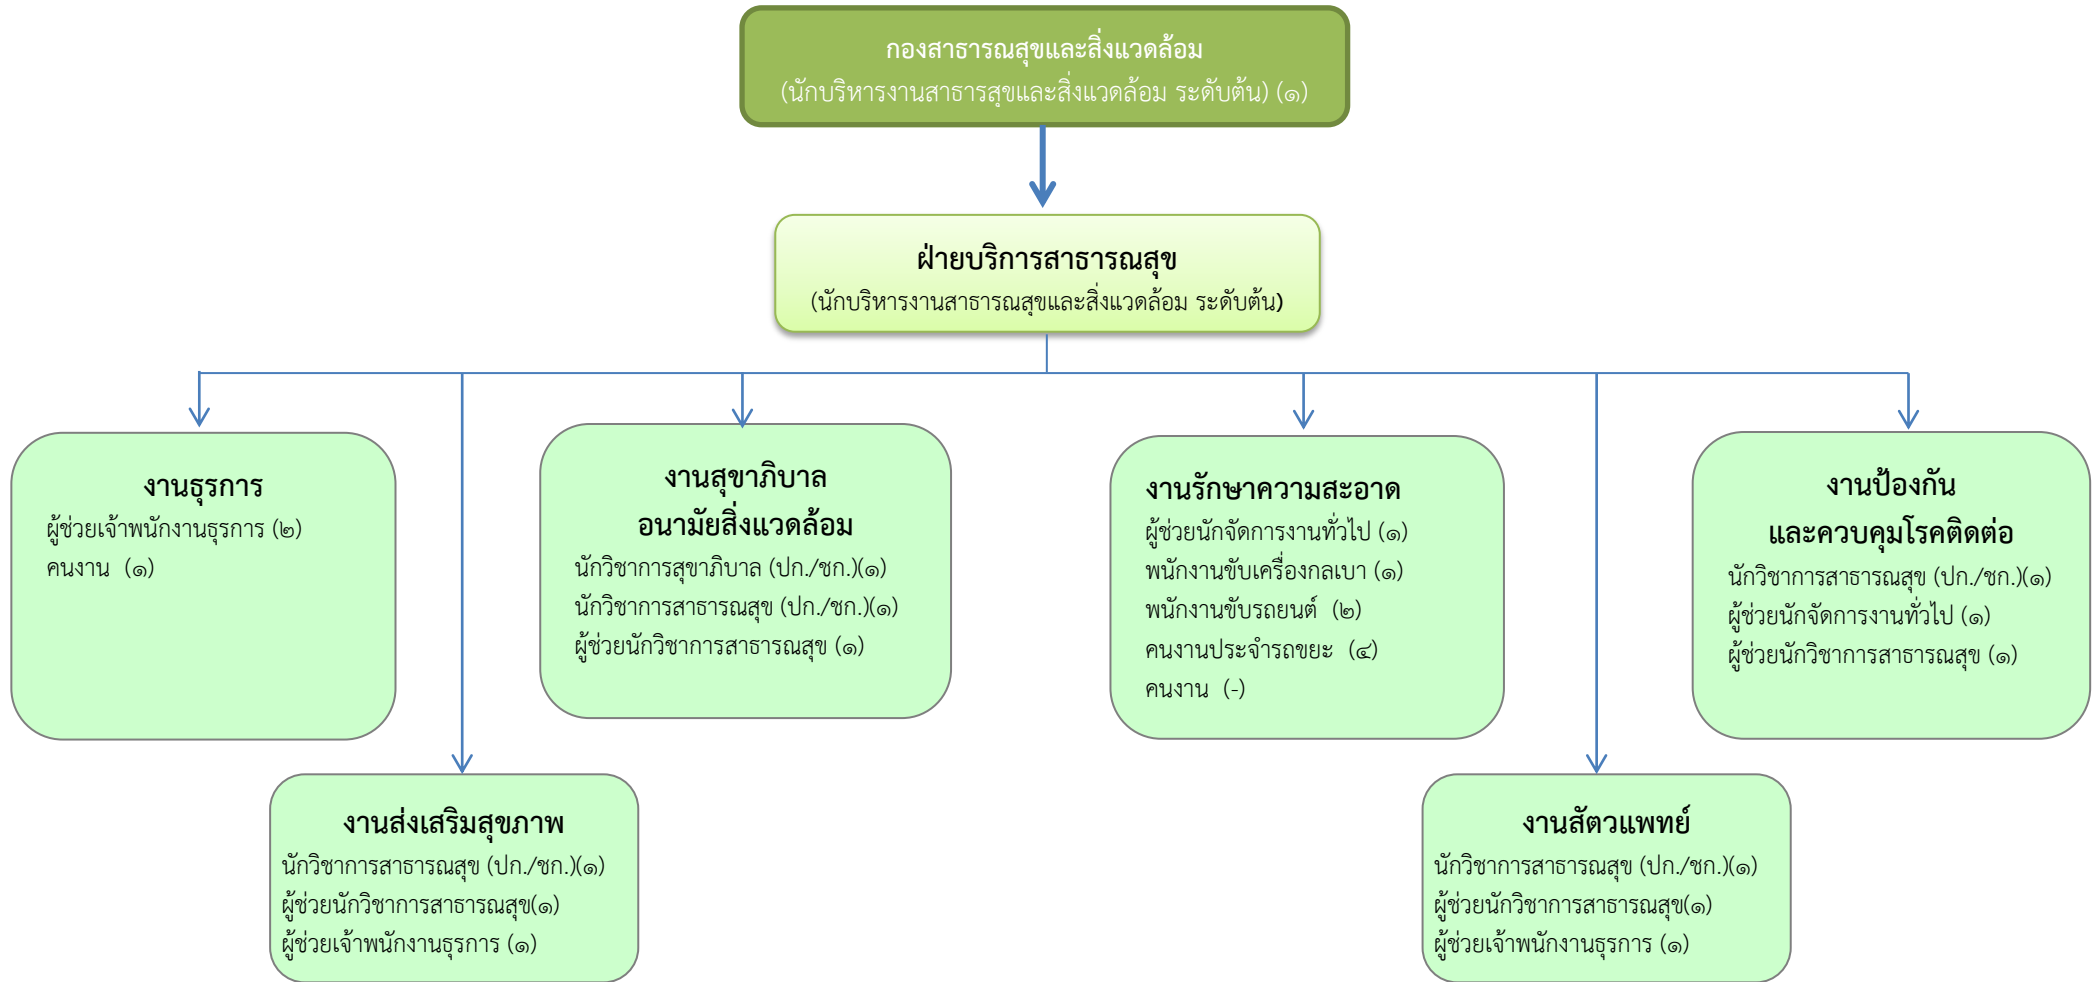 กองสาธารณสุขและสิ่งแวดล้อม
(นักบริหารงานสาธารสุขและสิ่งแวดล้อม ระดับต้น) (๑)
ฝ่ายบริการสาธารณสุข
(นักบริหารงานสาธารณสุขและสิ่งแวดล้อม ระดับต้น)
งานธุรการ
ผู้ช่วยเจ้าพนักงานธุรการ (๒)
คนงาน (๑)
งานสุขาภิบาล
อนามัยสิ่งแวดล้อม
นักวิชาการสุขาภิบาล (ปก./ชก.)(๑)
นักวิชาการสาธารณสุข (ปก./ชก.)(๑)
ผู้ช่วยนักวิชาการสาธารณสุข (๑)
งานรักษาความสะอาด
ผู้ช่วยนักจัดการงานทั่วไป (๑)
พนักงานขับเครื่องกลเบา (๑)
พนักงานขับรถยนต์ (๒)
คนงานประจำรถขยะ (๔)
คนงาน (-)
งานป้องกัน
และควบคุมโรคติดต่อ
นักวิชาการสาธารณสุข (ปก./ชก.)(๑)
ผู้ช่วยนักจัดการงานทั่วไป (๑)
ผู้ช่วยนักวิชาการสาธารณสุข (๑)
งานส่งเสริมสุขภาพ
นักวิชาการสาธารณสุข (ปก./ชก.)(๑)
ผู้ช่วยนักวิชาการสาธารณสุข(๑)
ผู้ช่วยเจ้าพนักงานธุรการ (๑)
งานสัตวแพทย์
นักวิชาการสาธารณสุข (ปก./ชก.)(๑)
ผู้ช่วยนักวิชาการสาธารณสุข(๑)
ผู้ช่วยเจ้าพนักงานธุรการ (๑)